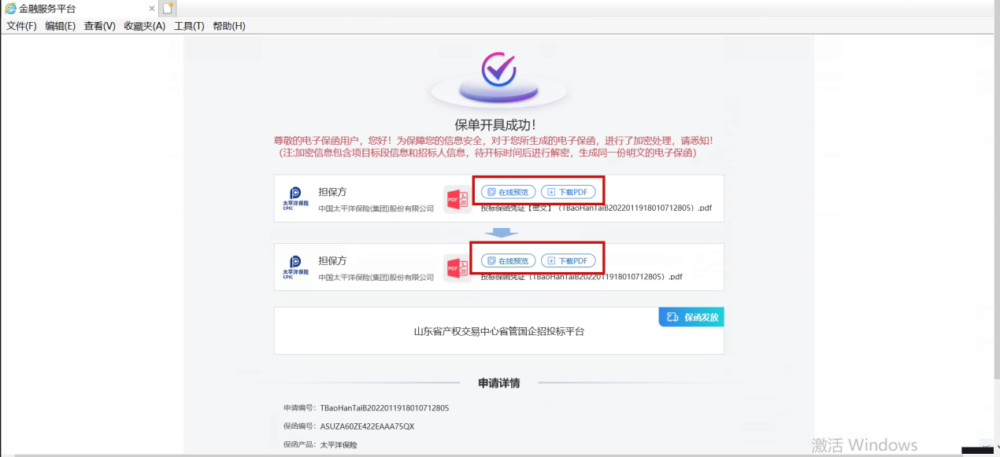 金融服务平台
文件(F) 编辑(E) 查看(V) 收藏夹(A) 工具(T) 帮助(H)
保单开具成功！
尊敬的电子保函用户，您好！为保障您的信息安全，对于您所生成的电子保函，进行了加密处理，请悉知！
（注:加密信息包含项目标段信息和招标人信息，待开标时间后进行解密，生成同一份明文的电子保函）
太平洋保险
CPIC
担保方
中国太平洋保险(集团)股份有限公司
PDF
在线预览 下载PDF
投标保函凭证【密文】（TBaoHanTaiB2022011918010712805）.pdf
太平洋保险
CPIC
担保方
中国太平洋保险(集团)股份有限公司
PDF
在线预览 下载PDF
投标保函凭证（TBaoHanTaiB2022011918010712805）.pdf
保函发放
山东省产权交易中心省管国企招投标平台
申请详情
申请编号：TBaoHanTaiB2022011918010712805
保函编号：ASUZA60ZE422EAAA75QX
保函产品：太平洋保险
激活 Windows